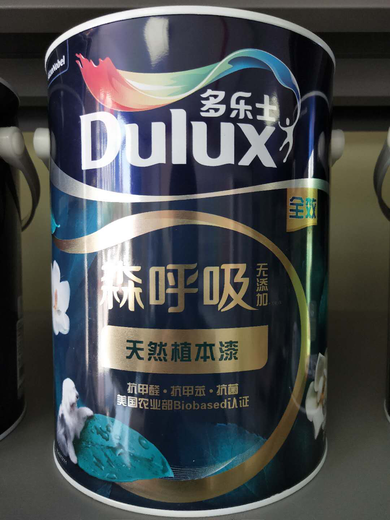 AkzoNobel
多乐士
Dulux
全效
森呼吸
无添加
天然植本漆
抗甲醛·抗甲苯·抗菌
美国农业部Biobased认证